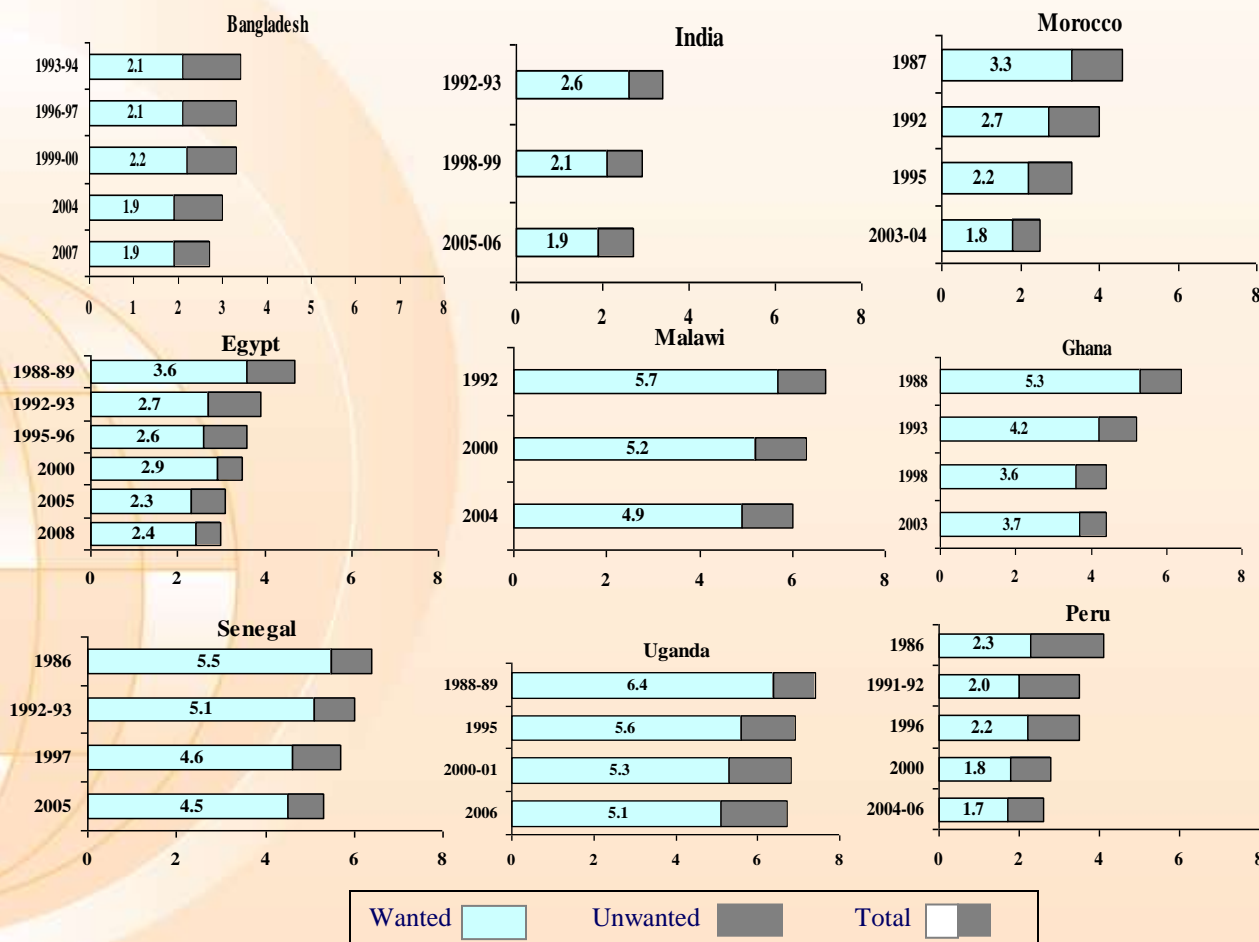 Bangladesh
1993-94 2.1
1996-97 2.1
1999-00 2.2
2004 1.9
2007 1.9
0 1 2 3 4 5 6 7 8
India
1992-93 2.6
1998-99 2.1
2005-06 1.9
0 2 4 6 8
Morocco
1987 3.3
1992 2.7
1995 2.2
2003-04 1.8
0 2 4 6 8
Egypt
1988-89 3.6
1992-93 2.7
1995-96 2.6
2000 2.9
2005 2.3
2008 2.4
0 2 4 6 8
Malawi
1992 5.7
2000 5.2
2004 4.9
0 2 4 6 8
Ghana
1988 5.3
1993 4.2
1998 3.6
2003 3.7
0 2 4 6 8
Senegal
1986 5.5
1992-93 5.1
1997 4.6
2005 4.5
0 2 4 6 8
Uganda
1988-89 6.4
1995 5.6
2000-01 5.3
2006 5.1
0 2 4 6 8
Peru
1986 2.3
1991-92 2.0
1996 2.2
2000 1.8
2004-06 1.7
0 2 4 6 8
Wanted Unwanted Total